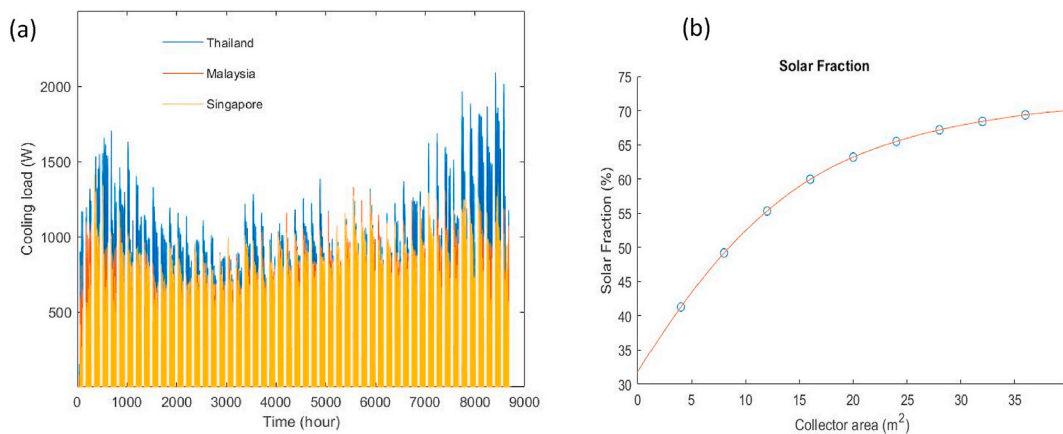 (a)
Thailand
Malaysia
Singapore
2000
1500
1000
500
Cooling load (W)
0 1000 2000 3000 4000 5000 6000 7000 8000 9000
Time (hour)
(b)
Solar Fraction
75
70
65
60
55
50
45
40
35
30
Solar Fraction (%)
0 5 10 15 20 25 30 35
Collector area (m²)